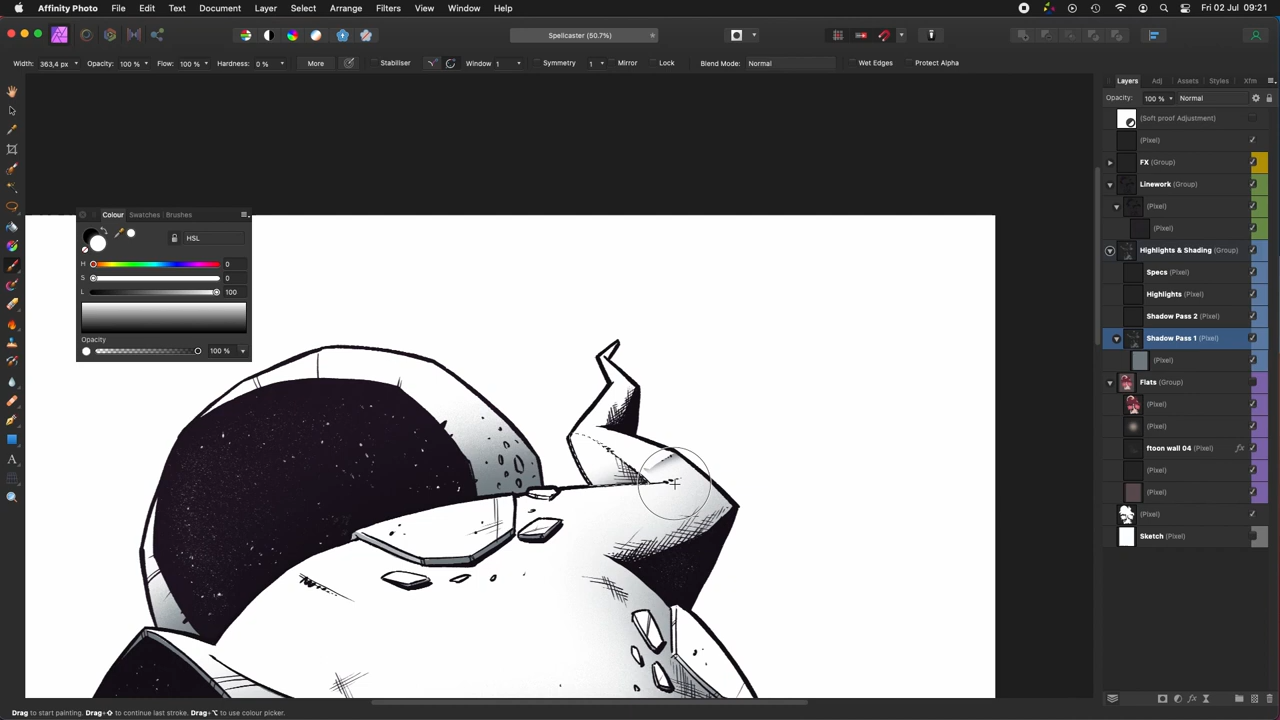 Affinity Photo File Edit Text Document Layer Select Arrange Filters View Window Help Fri 02 Jul 09:21
Spellcaster (50.7%)
Width: 363,4 px Opacity: 100 % Flow: 100 % Hardness: 0 % More Stabiliser Window 1 Symmetry 1 Mirror Lock Blend Mode: Normal Wet Edges Protect Alpha
Layers Adj Assets Styles Xfm
Opacity: 100 % Normal
(Soft proof Adjustment)
(Pixel)
FX (Group)
Linework (Group)
(Pixel)
(Pixel)
Highlights & Shading (Group)
Specs (Pixel)
Highlights (Pixel)
Shadow Pass 2 (Pixel)
Shadow Pass 1 (Pixel)
(Pixel)
Flats (Group)
(Pixel)
(Pixel)
ftoon wall 04 (Pixel) fx
(Pixel)
(Pixel)
(Pixel)
Sketch (Pixel)
Colour Swatches Brushes
HSL
H 0
S 0
L 100
Opacity
100 %
Drag to start painting. Drag+⇧ to continue last stroke. Drag+⌥ to use colour picker.